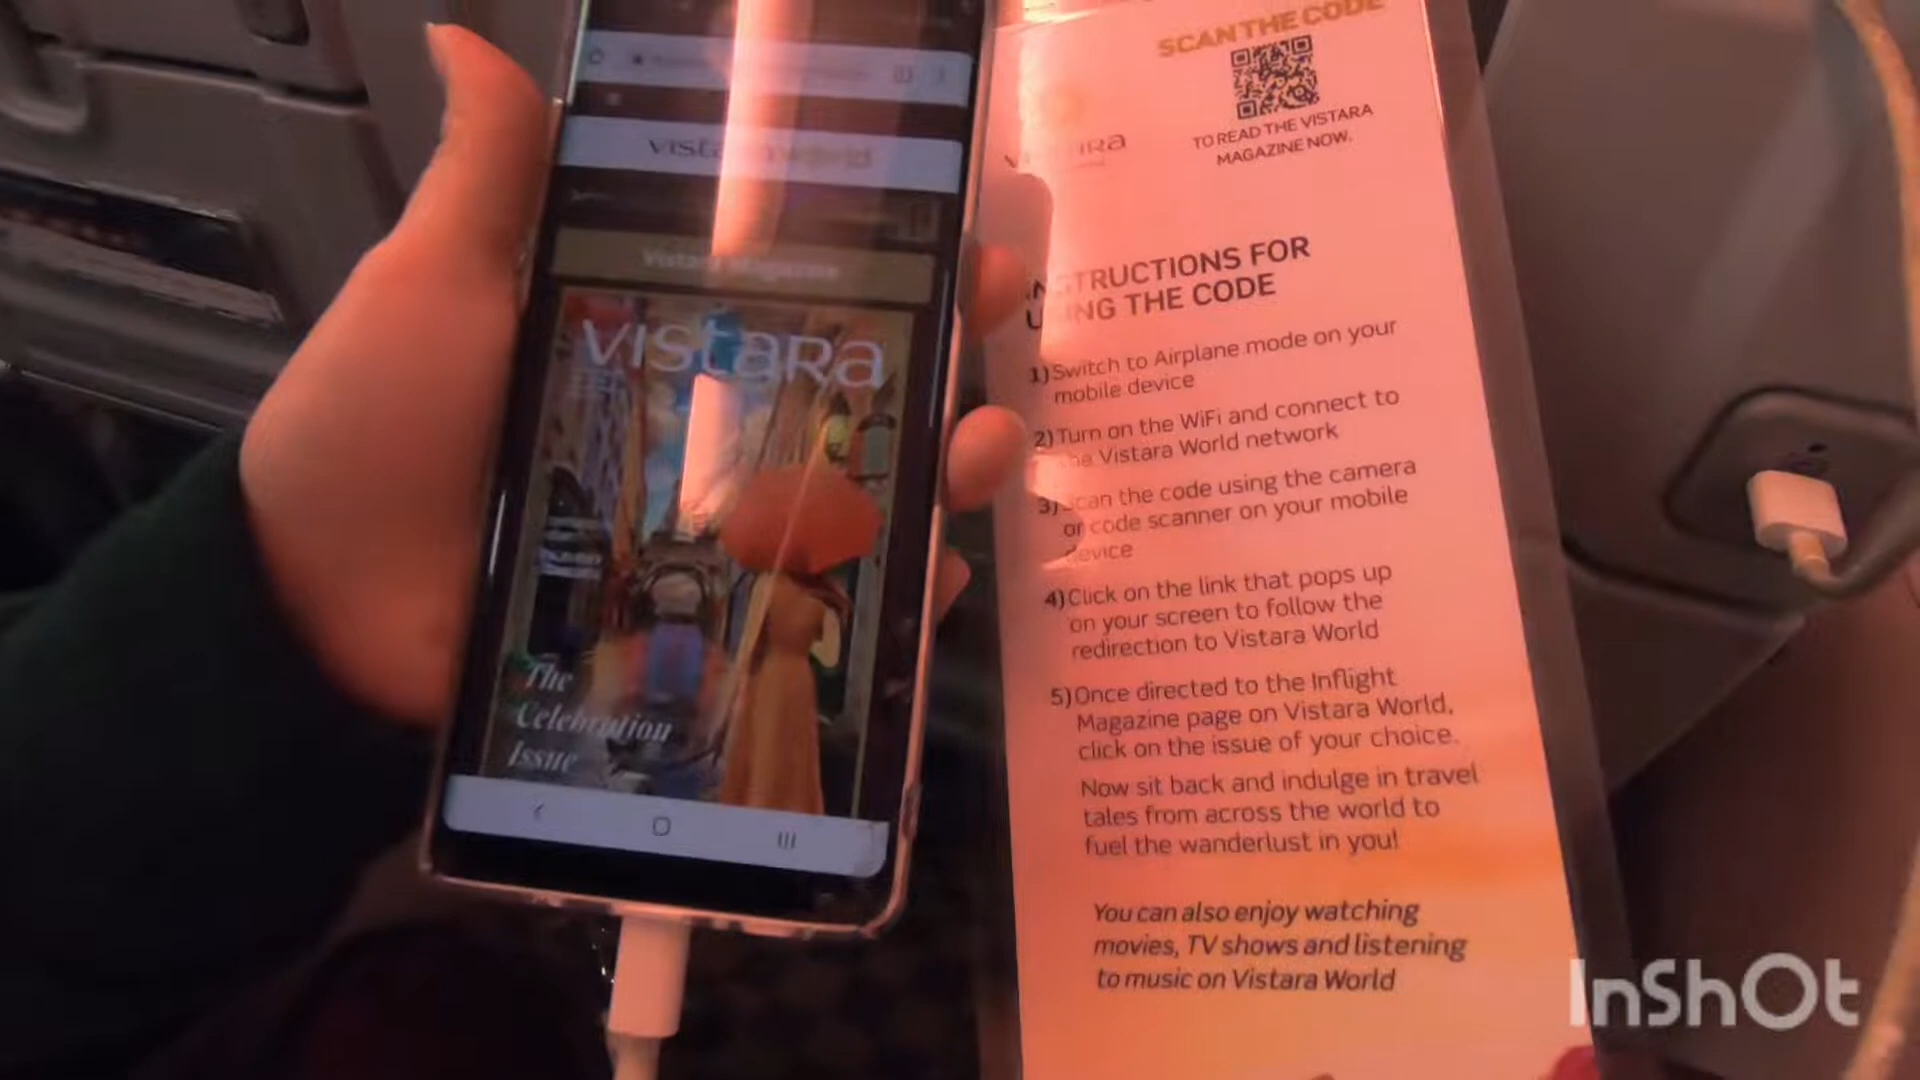 vistara world
Vistara Magazine
vistaRa
The
Celebration
Issue
SCAN THE CODE
TO READ THE VISTARA
MAGAZINE NOW.
INSTRUCTIONS FOR
USING THE CODE
1) Switch to Airplane mode on your
mobile device
2) Turn on the WiFi and connect to
the Vistara World network
3) Scan the code using the camera
or code scanner on your mobile
device
4) Click on the link that pops up
on your screen to follow the
redirection to Vistara World
5) Once directed to the Inflight
Magazine page on Vistara World,
click on the issue of your choice.
Now sit back and indulge in travel
tales from across the world to
fuel the wanderlust in you!
You can also enjoy watching
movies, TV shows and listening
to music on Vistara World
InShOt